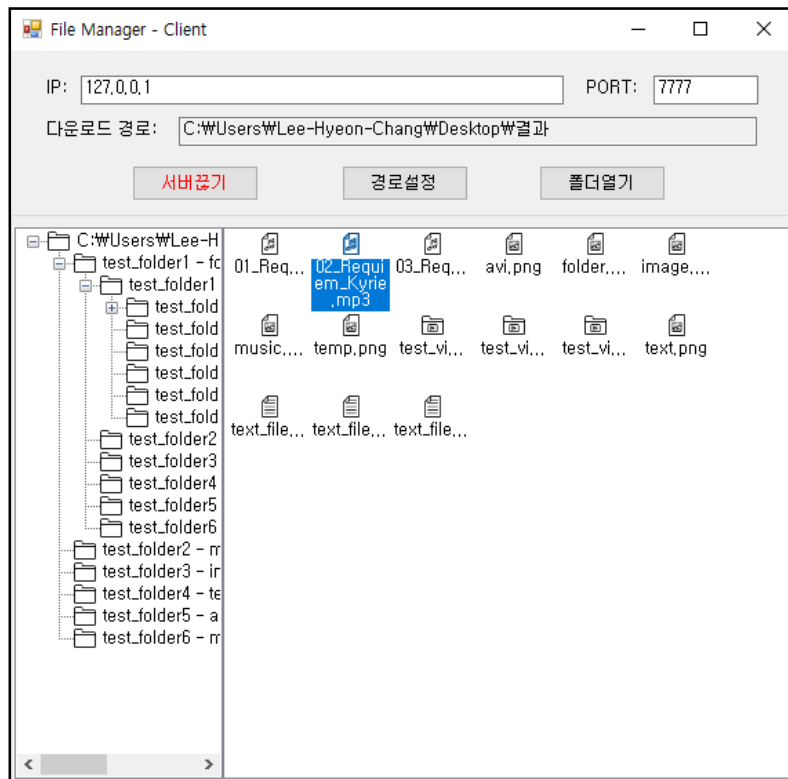 File Manager - Client
IP: 127.0.0.1 PORT: 7777
다운로드 경로: C:₩Users₩Lee-Hyeon-Chang₩Desktop₩결과
서버끊기 경로설정 폴더열기
C:₩Users₩Lee-H
test_folder1 - fc
test_folder1
test_fold
test_fold
test_fold
test_fold
test_fold
test_fold
test_folder2
test_folder3
test_folder4
test_folder5
test_folder6
test_folder2 - m
test_folder3 - in
test_folder4 - te
test_folder5 - a
test_folder6 - m
01_Req... 02_Requi 03_Req... avi.png folder.... image....
em_Kyrie
.mp3
music.... temp.png test_vi... test_vi... test_vi... text.png
text_file... text_file... text_file...